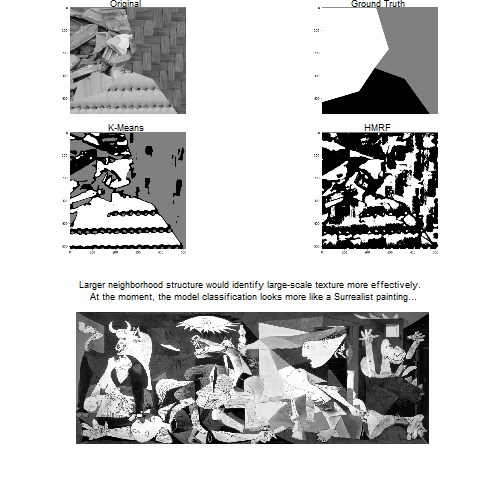 Original
Ground Truth
K-Means
HMRF
Larger neighborhood structure would identify large-scale texture more effectively.
At the moment, the model classification looks more like a Surrealist painting...